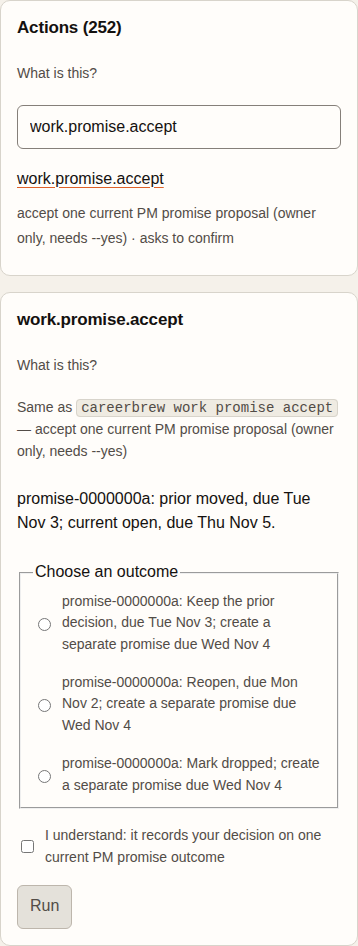 Actions (252)
What is this?
work.promise.accept
work.promise.accept
accept one current PM promise proposal (owner
only, needs --yes) · asks to confirm
work.promise.accept
What is this?
Same as careerbrew work promise accept
— accept one current PM promise proposal (owner
only, needs --yes)
promise-0000000a: prior moved, due Tue
Nov 3; current open, due Thu Nov 5.
Choose an outcome
promise-0000000a: Keep the prior
decision, due Tue Nov 3; create a
separate promise due Wed Nov 4
promise-0000000a: Reopen, due Mon
Nov 2; create a separate promise due
Wed Nov 4
promise-0000000a: Mark dropped; create
a separate promise due Wed Nov 4
I understand: it records your decision on one
current PM promise outcome
Run